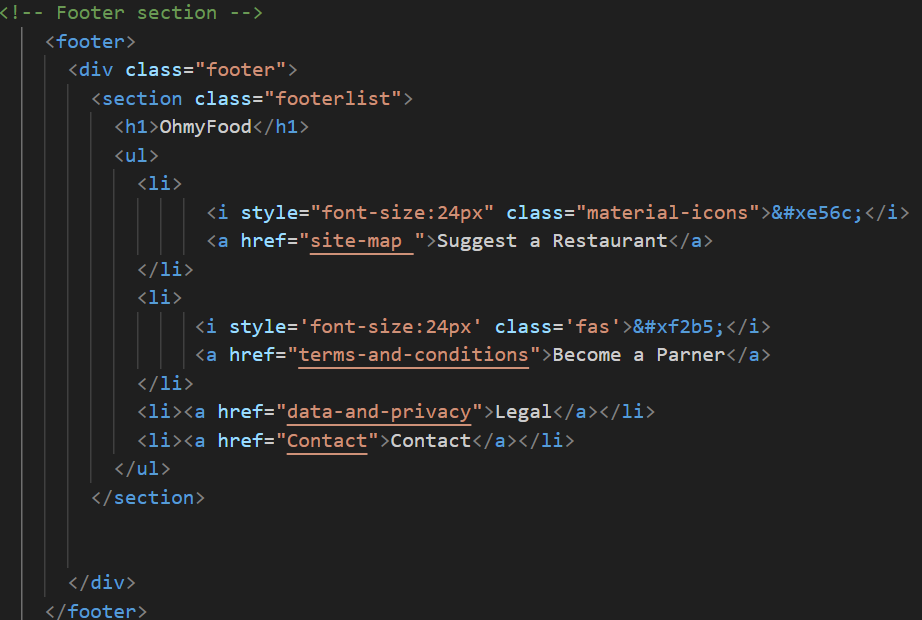 <!-- Footer section -->
<footer>
<div class="footer">
<section class="footerlist">
<h1>OhmyFood</h1>
<ul>
<li>
<i style="font-size:24px" class="material-icons">&#xe56c;</i>
<a href="site-map ">Suggest a Restaurant</a>
</li>
<li>
<i style='font-size:24px' class='fas'>&#xf2b5;</i>
<a href="terms-and-conditions">Become a Parner</a>
</li>
<li><a href="data-and-privacy">Legal</a></li>
<li><a href="Contact">Contact</a></li>
</ul>
</section>
</div>
</footer>